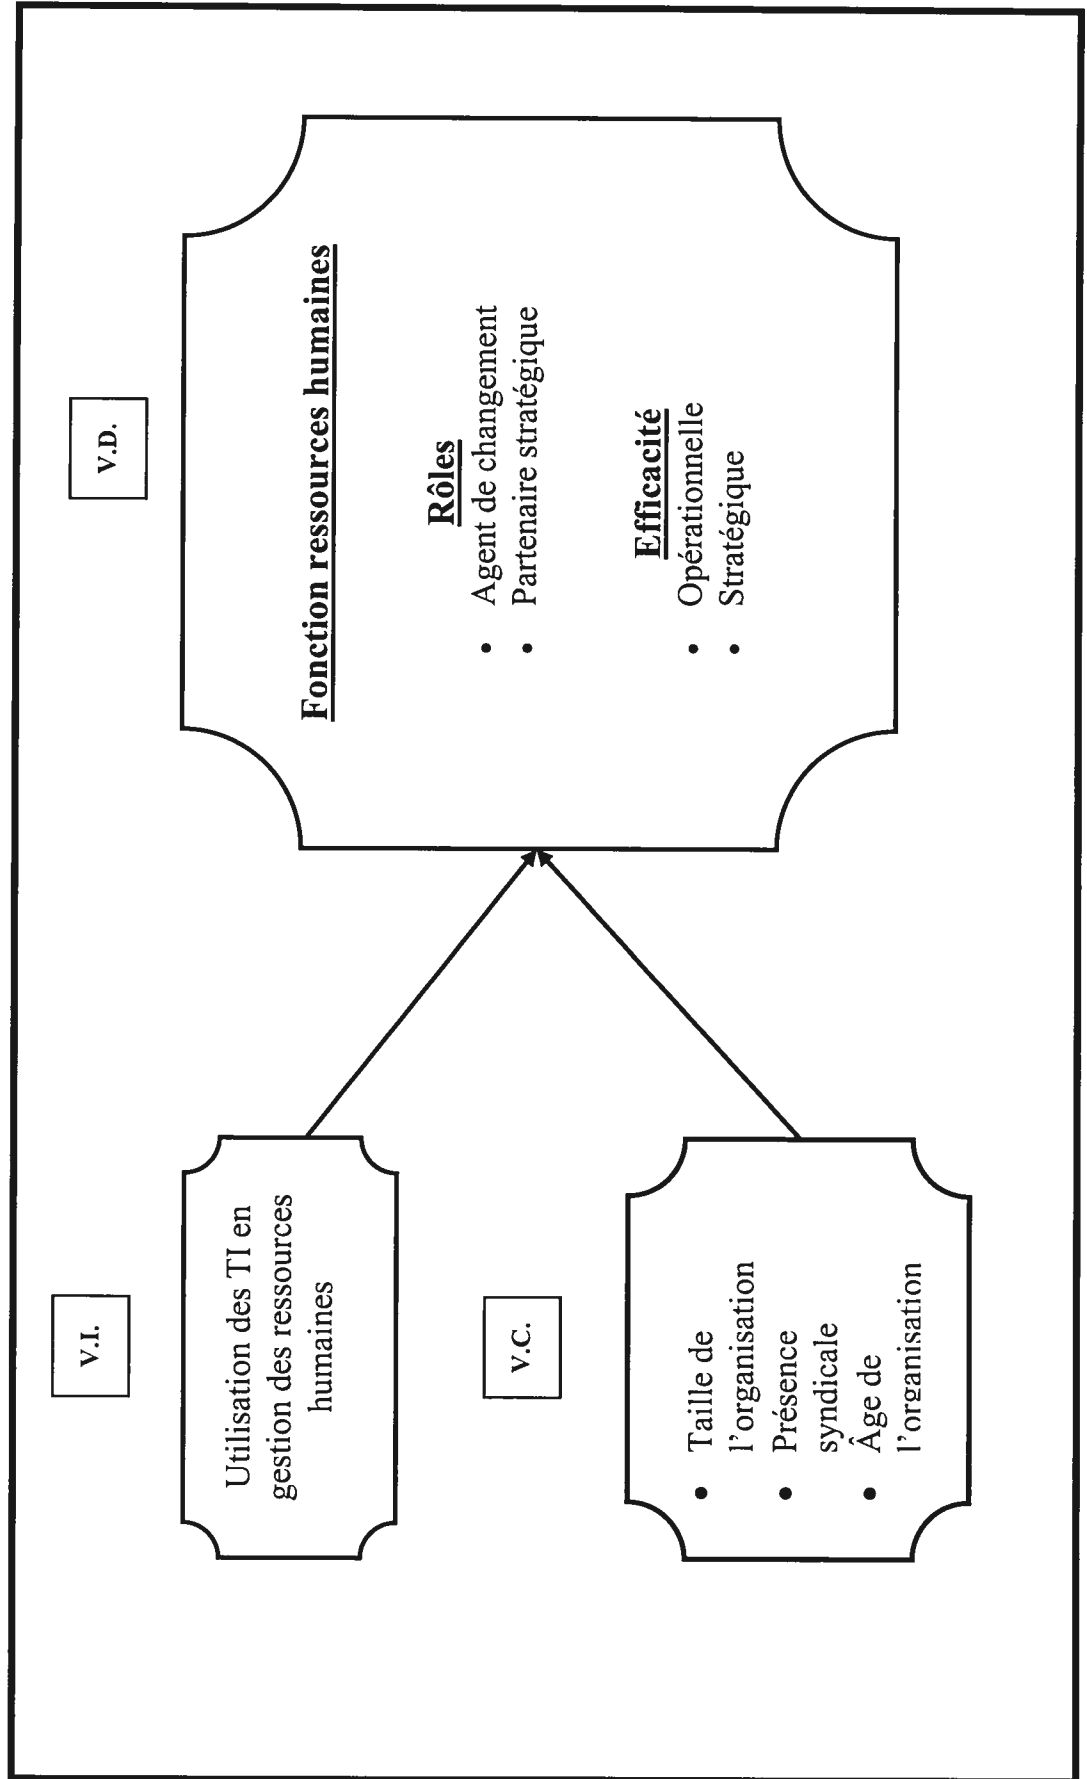 V.I.
Utilisation des TI en
gestion des ressources
humaines
V.C.
• Taille de
l'organisation
• Présence
syndicale
• Âge de
l'organisation
V.D.
Fonction ressources humaines
Rôles
• Agent de changement
• Partenaire stratégique
Efficacité
• Opérationnelle
• Stratégique